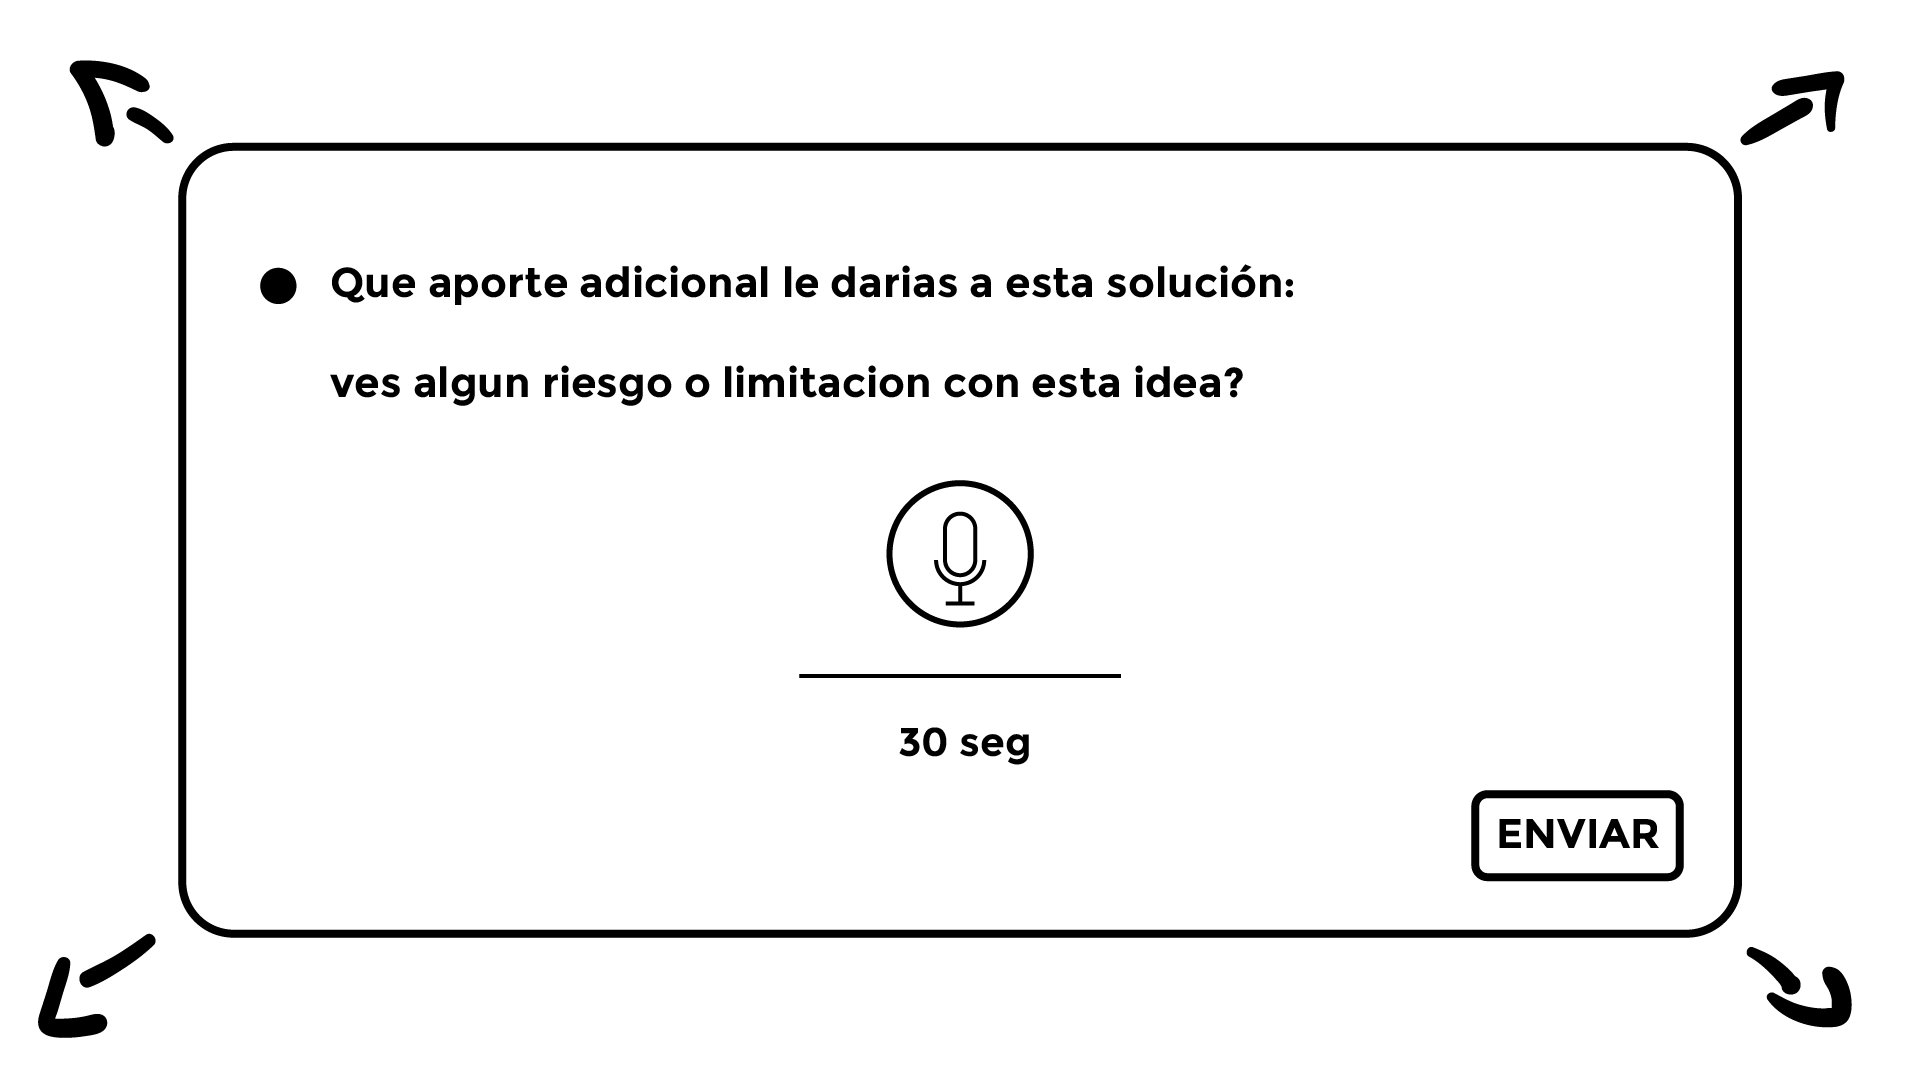 Que aporte adicional le darias a esta solución:
ves algun riesgo o limitacion con esta idea?
30 seg
ENVIAR